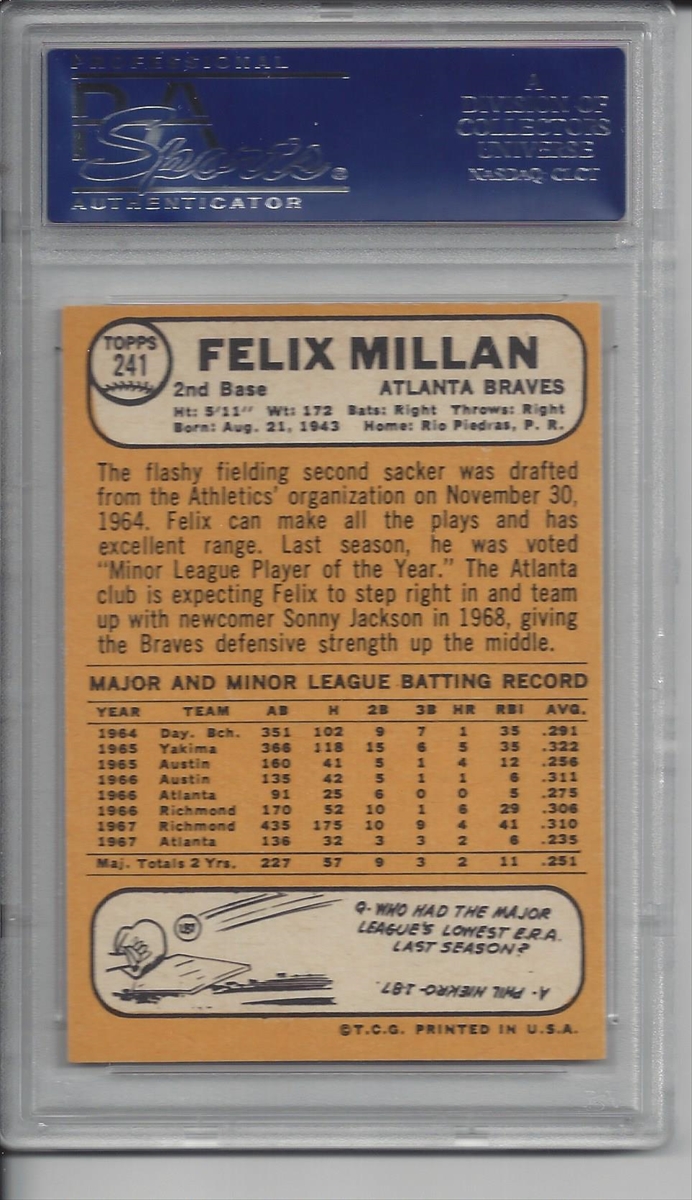 PROFESSIONAL
PSA
Sports®
AUTHENTICATOR
A
DIVISION OF
COLLECTORS
UNIVERSE
NASDAQ: CLCT
TOPPS
241
FELIX MILLAN
2nd Base ATLANTA BRAVES
Ht: 5'11" Wt: 172 Bats: Right Throws: Right
Born: Aug. 21, 1943 Home: Rio Piedras, P. R.
The flashy fielding second sacker was drafted
from the Athletics' organization on November 30,
1964. Felix can make all the plays and has
excellent range. Last season, he was voted
"Minor League Player of the Year." The Atlanta
club is expecting Felix to step right in and team
up with newcomer Sonny Jackson in 1968, giving
the Braves defensive strength up the middle.
MAJOR AND MINOR LEAGUE BATTING RECORD
YEAR TEAM AB H 2B 3B HR RBI AVG.
1964 Day. Bch. 351 102 9 7 1 35 .291
1965 Yakima 366 118 15 6 5 35 .322
1965 Austin 160 41 5 1 4 12 .256
1966 Austin 135 42 5 1 1 6 .311
1966 Atlanta 91 25 6 0 0 5 .275
1966 Richmond 170 52 10 1 6 29 .306
1967 Richmond 435 175 10 9 4 41 .310
1967 Atlanta 136 32 3 3 2 6 .235
Maj. Totals 2 Yrs. 227 57 9 3 2 11 .251
1.87
Q- WHO HAD THE MAJOR
LEAGUE'S LOWEST E.R.A.
LAST SEASON?
A- PHIL NIEKRO-1.87.
©T.C.G. PRINTED IN U.S.A.